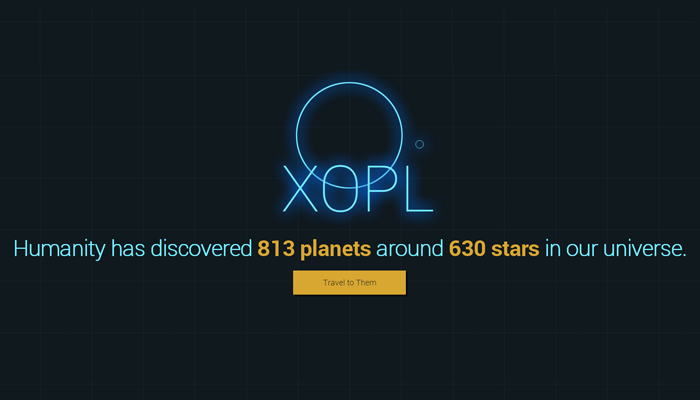 XOPL
Humanity has discovered 813 planets around 630 stars in our universe.
Travel to Them